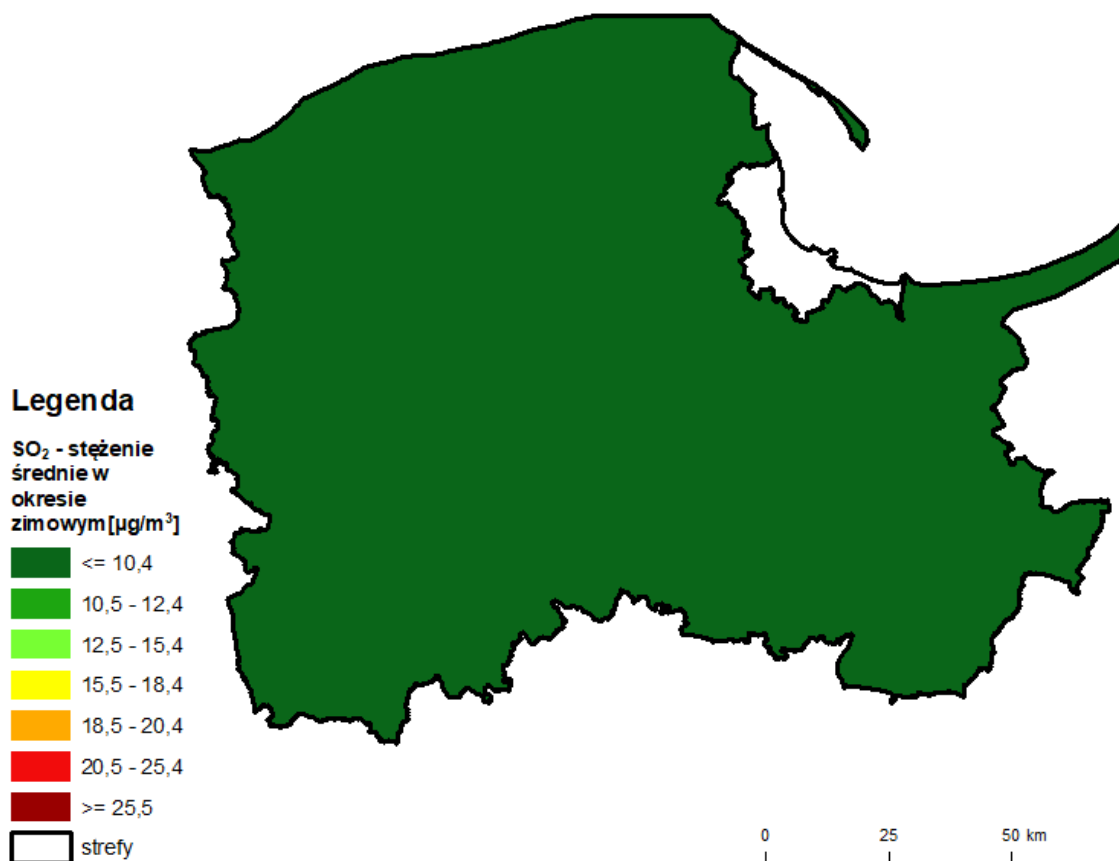 Legenda
SO₂ - stężenie
średnie w
okresie
zimowym [µg/m³]
<= 10,4
10,5 - 12,4
12,5 - 15,4
15,5 - 18,4
18,5 - 20,4
20,5 - 25,4
>= 25,5
strefy
0 25 50 km